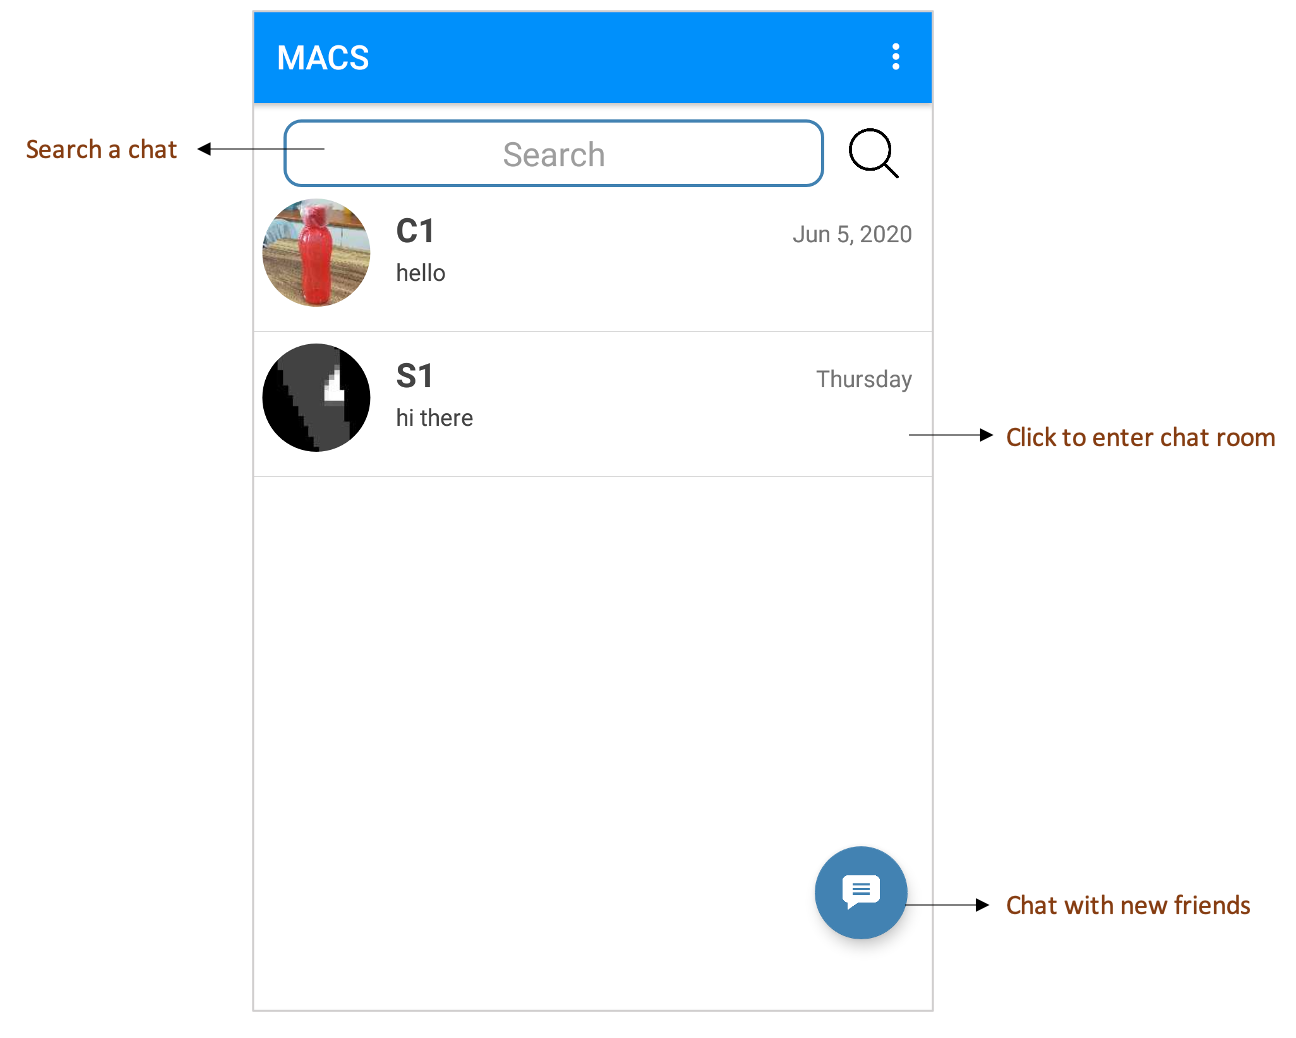 MACS
Search a chat
Search
C1
Jun 5, 2020
hello
S1
Thursday
hi there
Click to enter chat room
Chat with new friends